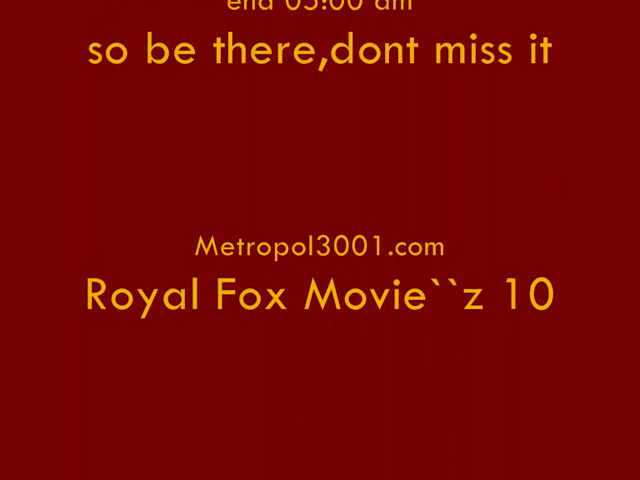 end 05:00 am
so be there,dont miss it
Metropol3001.com
Royal Fox Movie``z 10